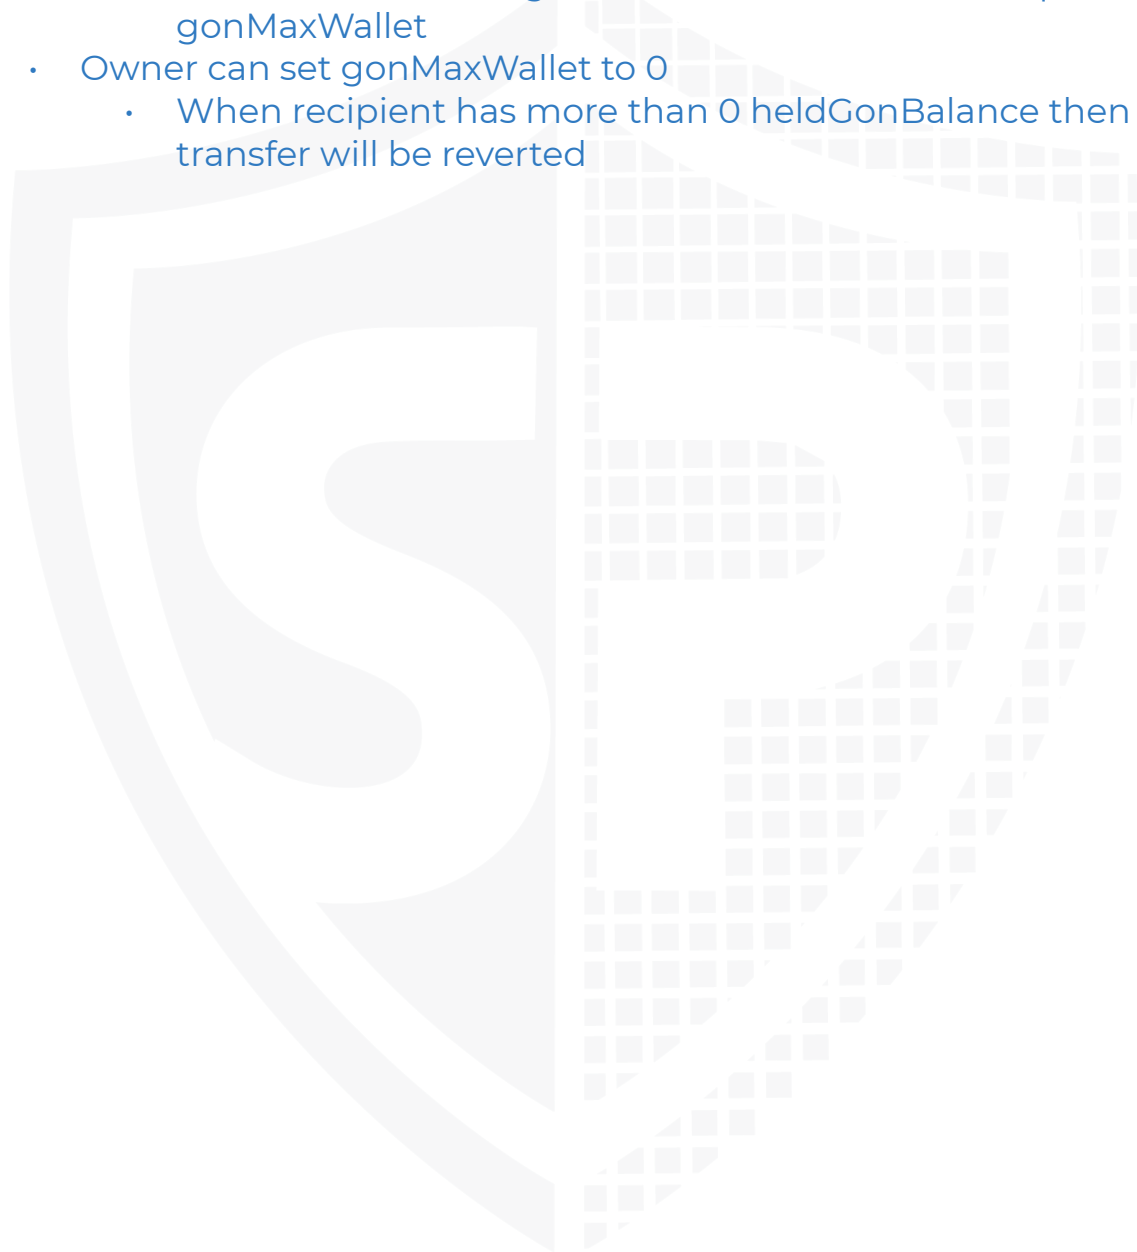 gonMaxWallet
• Owner can set gonMaxWallet to 0
• When recipient has more than 0 heldGonBalance then
transfer will be reverted
SP